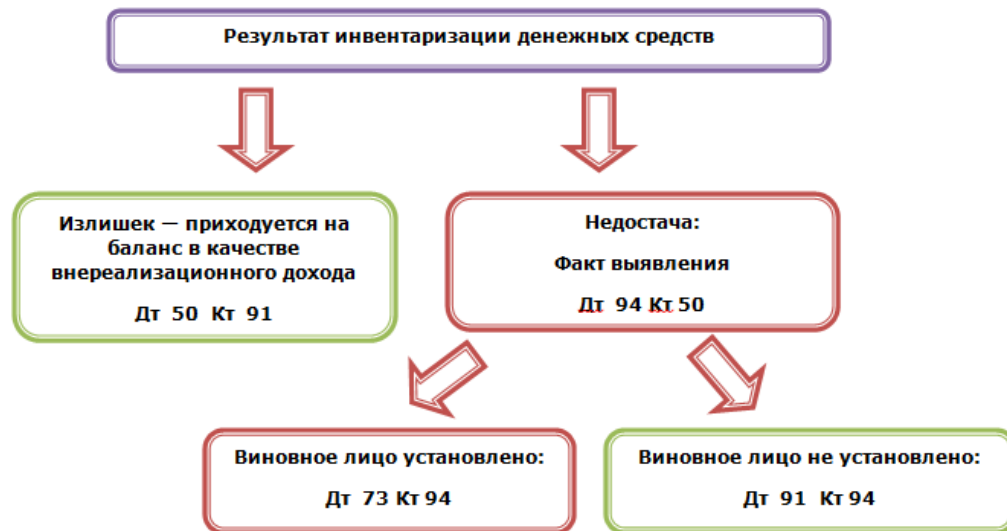 Результат инвентаризации денежных средств
Излишек — приходуется на
баланс в качестве
внереализационного дохода
Дт 50 Кт 91
Недостача:
Факт выявления
Дт 94 Кт 50
Виновное лицо установлено:
Дт 73 Кт 94
Виновное лицо не установлено:
Дт 91 Кт 94